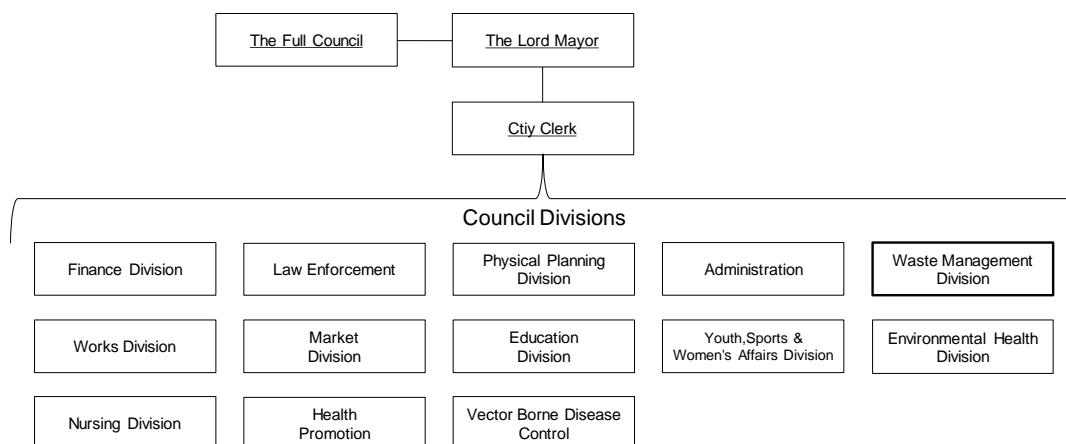 The Full Council
The Lord Mayor
Ctiy Clerk
Council Divisions
Finance Division
Law Enforcement
Physical Planning
Division
Administration
Waste Management
Division
Works Division
Market
Division
Education
Division
Youth,Sports &
Women's Affairs Division
Environmental Health
Division
Nursing Division
Health
Promotion
Vector Borne Disease
Control